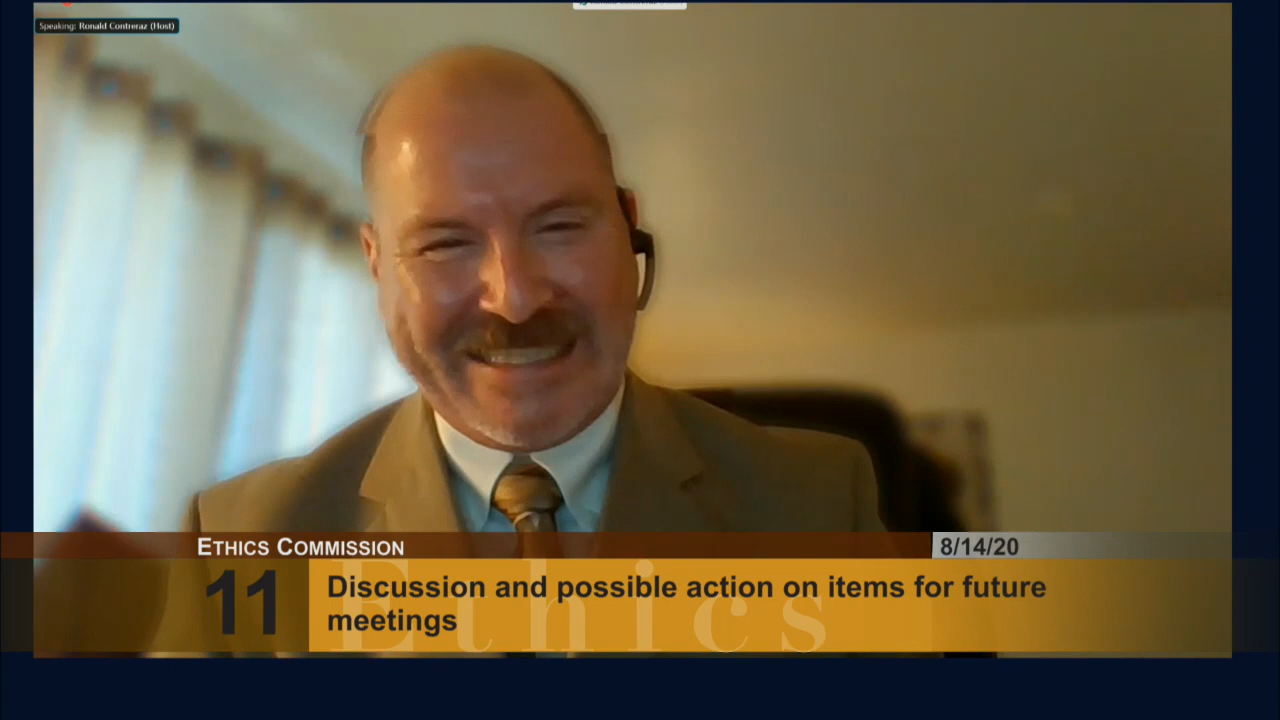 Speaking: Ronald Contreraz (Host)
ETHICS COMMISSION
8/14/20
11
Discussion and possible action on items for future
meetings
Ethics